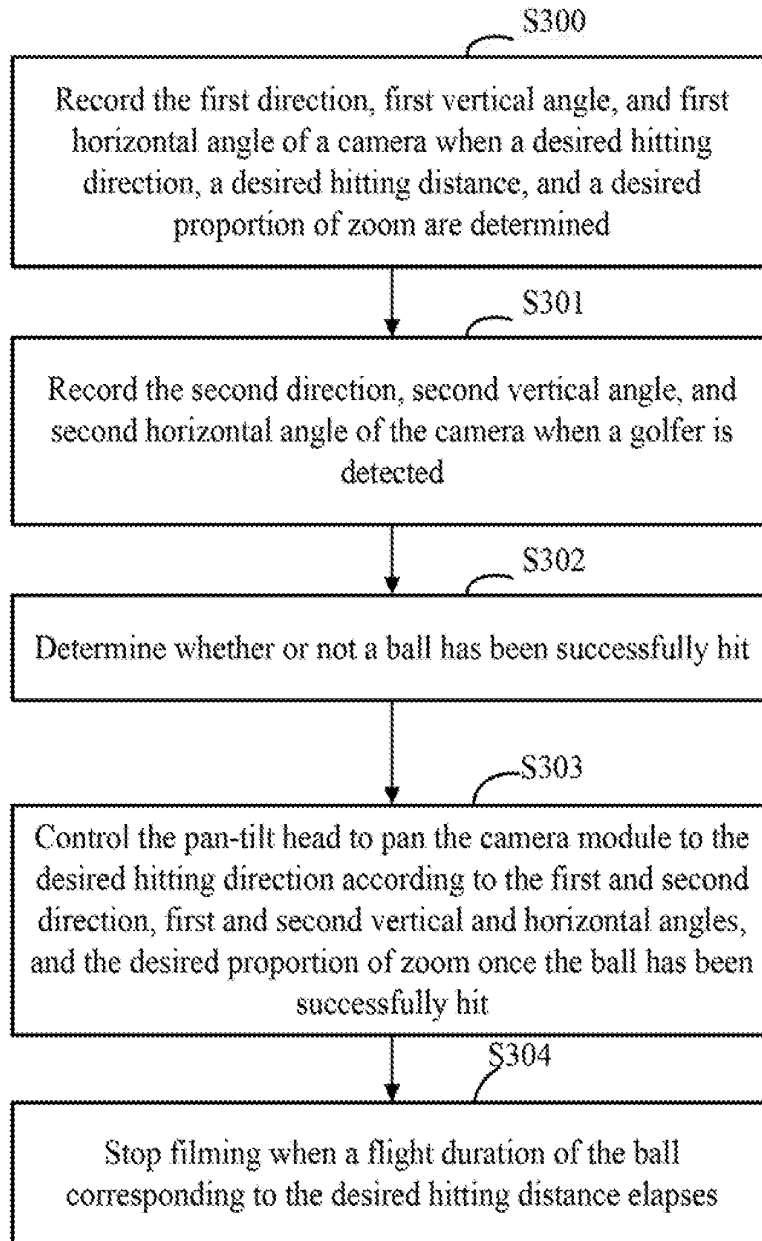 S300
Record the first direction, first vertical angle, and first
horizontal angle of a camera when a desired hitting
direction, a desired hitting distance, and a desired
proportion of zoom are determined
S301
Record the second direction, second vertical angle, and
second horizontal angle of the camera when a golfer is
detected
S302
Determine whether or not a ball has been successfully hit
S303
Control the pan-tilt head to pan the camera module to the
desired hitting direction according to the first and second
direction, first and second vertical and horizontal angles,
and the desired proportion of zoom once the ball has been
successfully hit
S304
Stop filming when a flight duration of the ball
corresponding to the desired hitting distance elapses